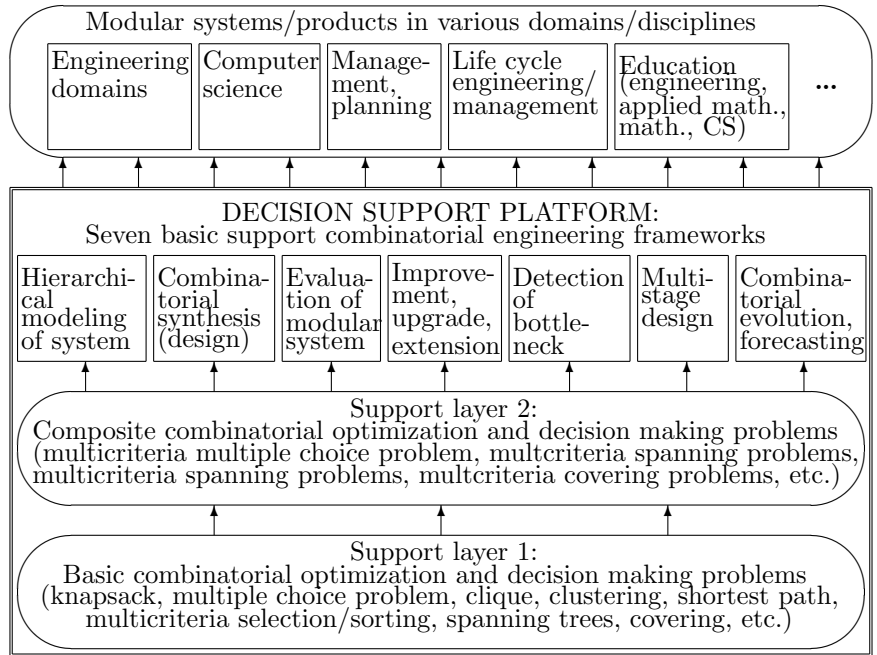 Modular systems/products in various domains/disciplines
Engineering
domains
Computer
science
Manage-
ment,
planning
Life cycle
engineering/
management
Education
(engineering,
applied math.,
math., CS)
...
DECISION SUPPORT PLATFORM:
Seven basic support combinatorial engineering frameworks
Hierarchi-
cal
modeling
of system
Combina-
torial
synthesis
(design)
Evalua-
tion of
modular
system
Improve-
ment,
upgrade,
extension
Detection
of
bottle-
neck
Multi-
stage
design
Combina-
torial
evolution,
forecasting
Support layer 2:
Composite combinatorial optimization and decision making problems
(multicriteria multiple choice problem, multcriteria spanning problems,
multicriteria spanning problems, multcriteria covering problems, etc.)
Support layer 1:
Basic combinatorial optimization and decision making problems
(knapsack, multiple choice problem, clique, clustering, shortest path,
multicriteria selection/sorting, spanning trees, covering, etc.)